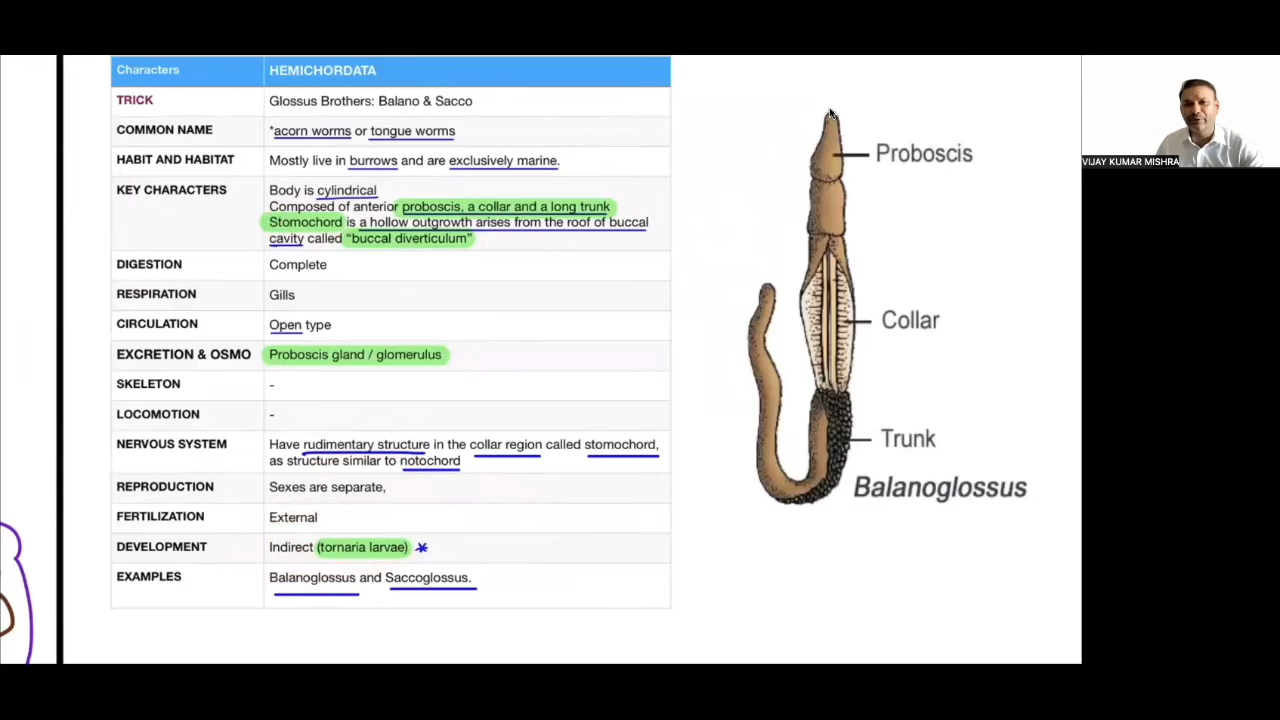 Characters HEMICHORDATA
TRICK Glossus Brothers: Balano & Sacco
COMMON NAME *acorn worms or tongue worms
HABIT AND HABITAT Mostly live in burrows and are exclusively marine.
KEY CHARACTERS Body is cylindrical
Composed of anterior proboscis, a collar and a long trunk
Stomochord is a hollow outgrowth arises from the roof of buccal
cavity called “buccal diverticulum”
DIGESTION Complete
RESPIRATION Gills
CIRCULATION Open type
EXCRETION & OSMO Proboscis gland / glomerulus
SKELETON -
LOCOMOTION -
NERVOUS SYSTEM Have rudimentary structure in the collar region called stomochord,
as structure similar to notochord
REPRODUCTION Sexes are separate,
FERTILIZATION External
DEVELOPMENT Indirect (tornaria larvae) *
EXAMPLES Balanoglossus and Saccoglossus.
Proboscis
Collar
Trunk
Balanoglossus
VIJAY KUMAR MISHRA